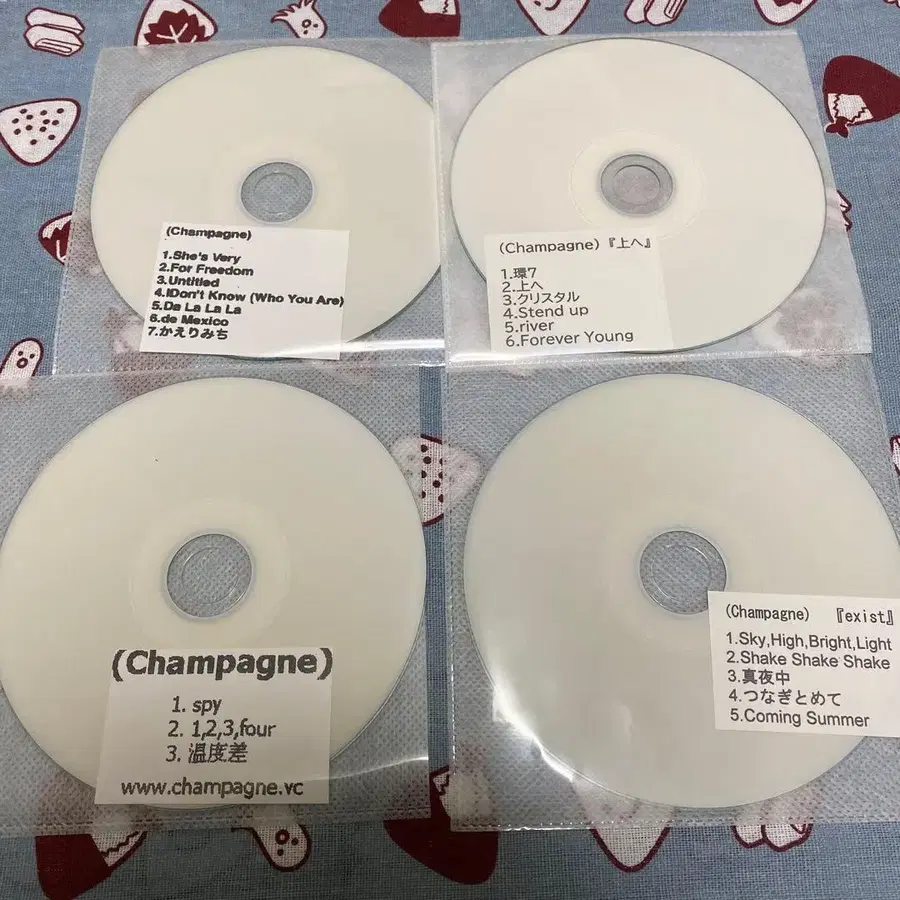 (Champagne)
1.She's Very
2.For Freedom
3.Untitled
4.IDon't Know (Who You Are)
5.Da La La La
6.de Mexico
7.かえりみち
(Champagne)『上へ』
1.環7
2.上へ
3.クリスタル
4.Stend up
5.river
6.Forever Young
(Champagne)
1. spy
2. 1,2,3,four
3. 温度差
www.champagne.vc
(Champagne) 『exist』
1.Sky,High,Bright,Light
2.Shake Shake Shake
3.真夜中
4.つなぎとめて
5.Coming Summer